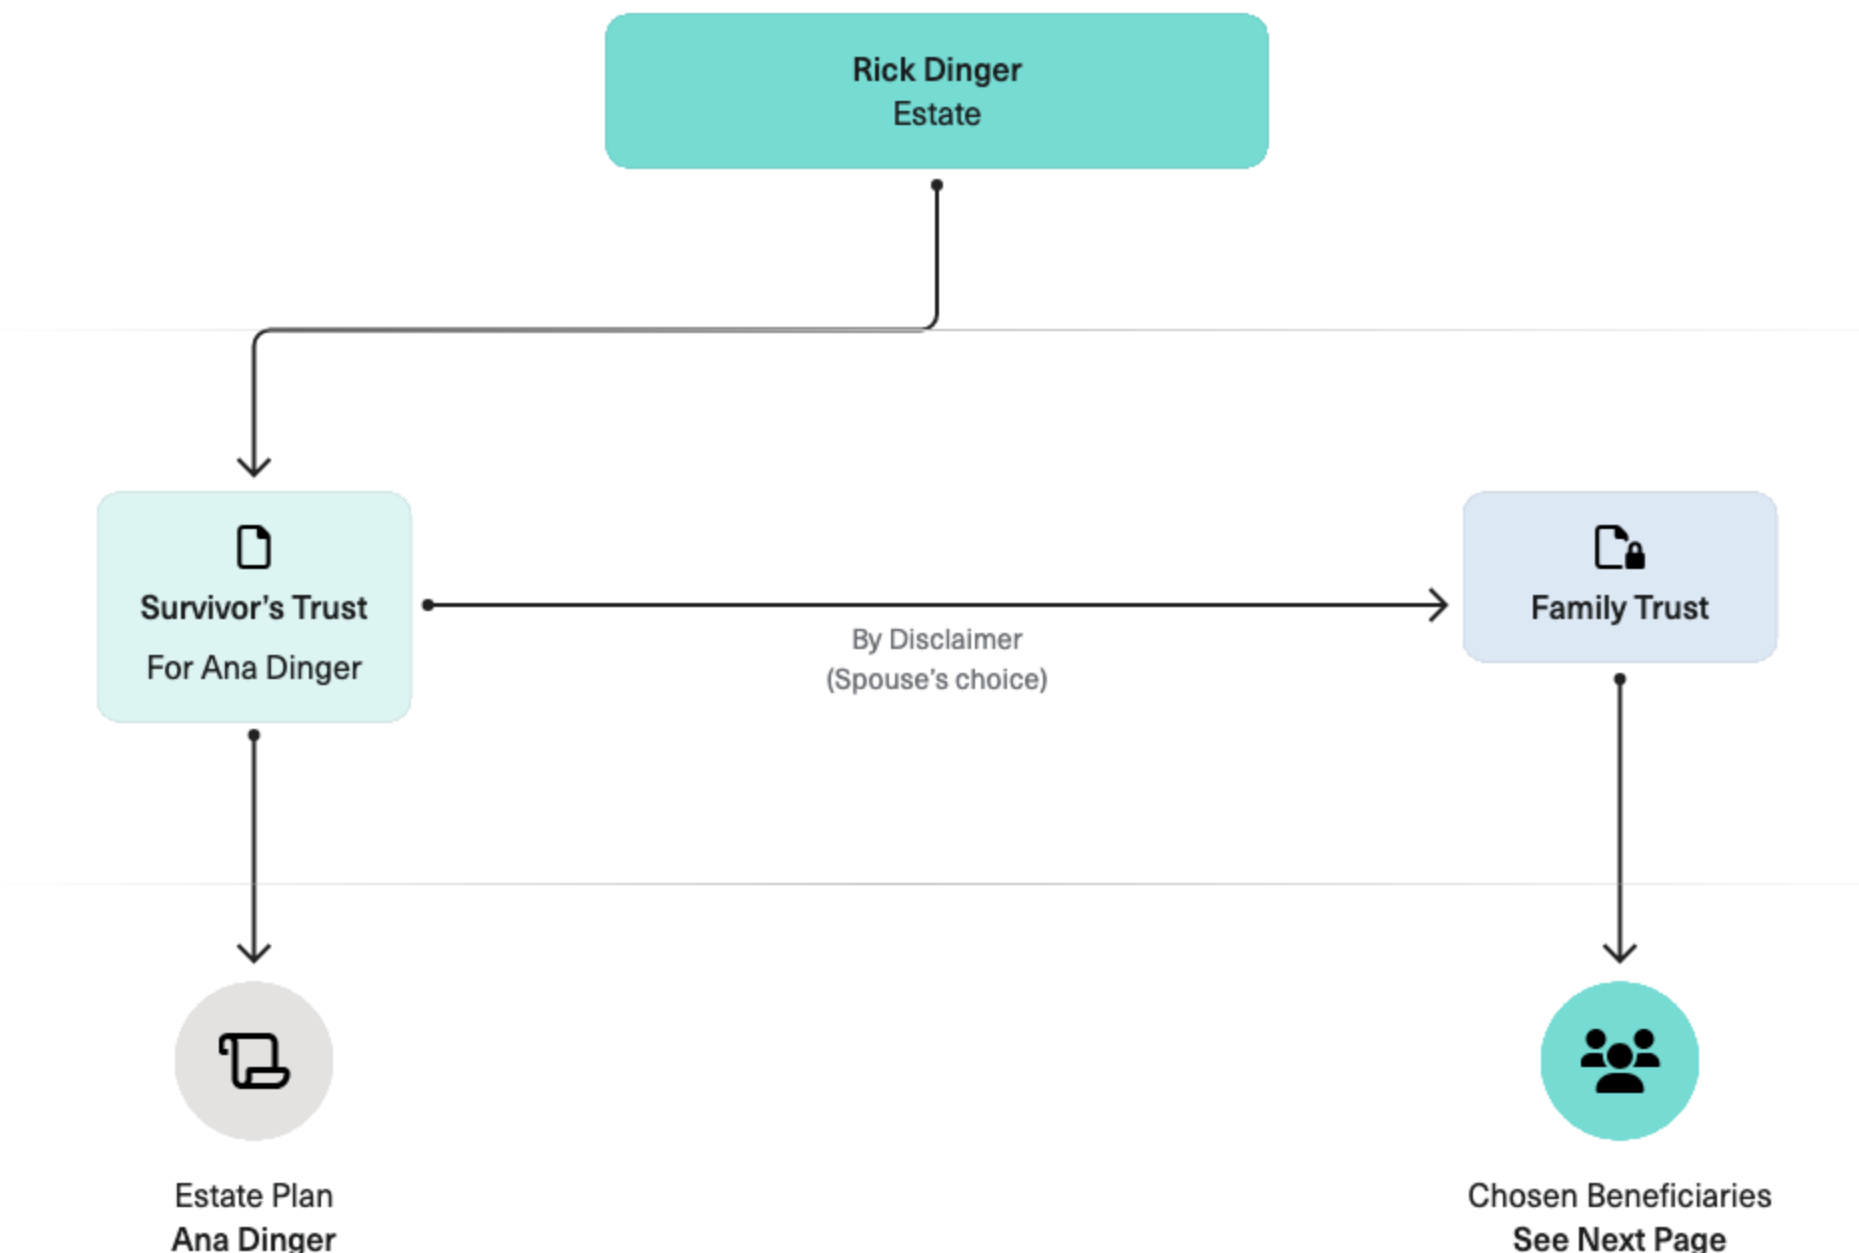 Rick Dinger
Estate
Survivor’s Trust
For Ana Dinger
By Disclaimer
(Spouse’s choice)
Family Trust
Estate Plan
Ana Dinger
Chosen Beneficiaries
See Next Page